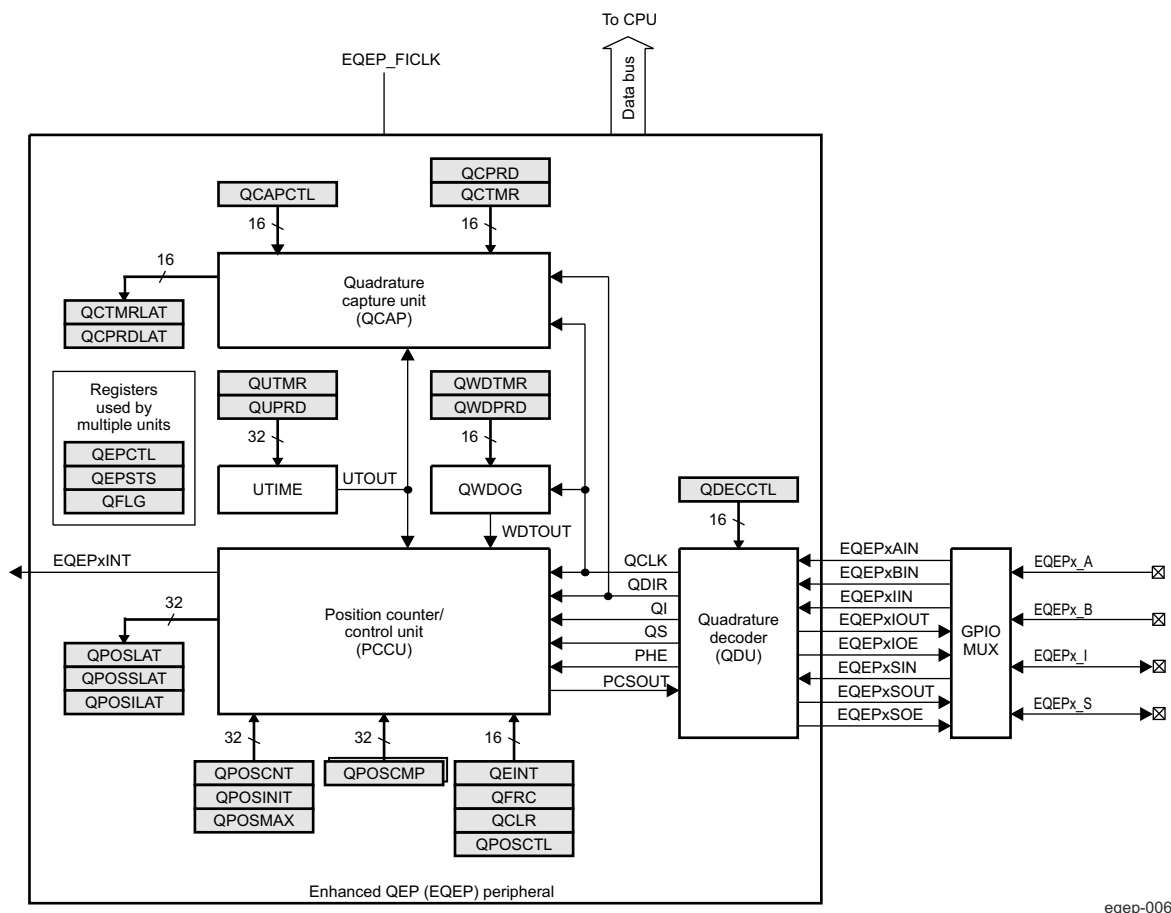 To CPU
EQEP_FICLK
Data bus
QCPRD
QCAPCTL
QCTMR
16
16
16
Quadrature
capture unit
(QCAP)
QCTMRLAT
QCPRDLAT
Registers
used by
multiple units
QEPCTL
QEPSTS
QFLG
QUTMR
QUPRD
32
UTIME
UTOUT
QWDTMR
QWDPRD
16
QWDOG
WDTOUT
QDECCTL
16
EQEPxINT
32
QPOSLAT
QPOSSLAT
QPOSILAT
Position counter/
control unit
(PCCU)
QCLK
QDIR
QI
QS
PHE
PCSOUT
Quadrature
decoder
(QDU)
EQEPxAIN
EQEPxBIN
EQEPxIIN
EQEPxIOUT
EQEPxIOE
EQEPxSIN
EQEPxSOUT
EQEPxSOE
GPIO
MUX
EQEPx_A
EQEPx_B
EQEPx_I
EQEPx_S
32
32
16
QPOSCNT
QPOSINIT
QPOSMAX
QPOSCMP
QEINT
QFRC
QCLR
QPOSCTL
Enhanced QEP (EQEP) peripheral
eqep-006